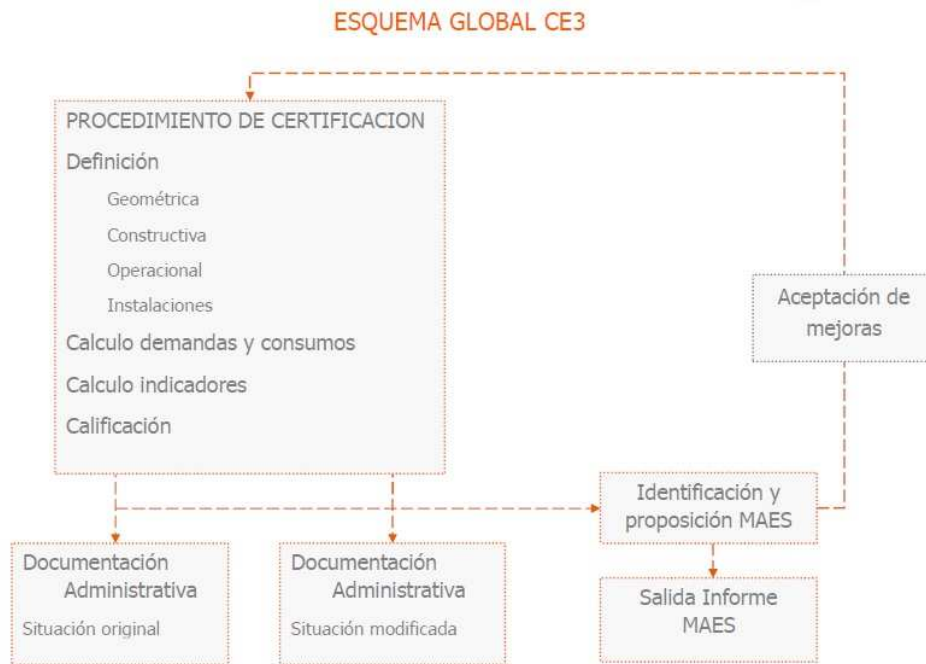 ESQUEMA GLOBAL CE3
PROCEDIMIENTO DE CERTIFICACION
Definición
Geométrica
Constructiva
Operacional
Instalaciones
Calculo demandas y consumos
Calculo indicadores
Calificación
Aceptación de
mejoras
Identificación y
proposición MAES
Documentación
Administrativa
Situación original
Documentación
Administrativa
Situación modificada
Salida Informe
MAES